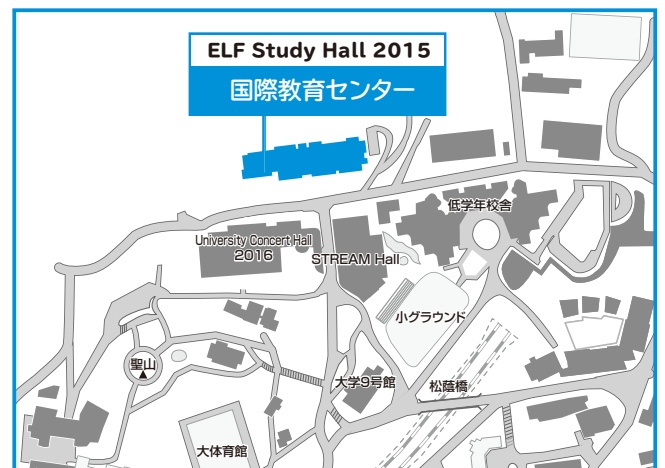 ELF Study Hall 2015
国際教育センター
低学年校舎
University Concert Hall
2016
STREAM Hall
小グラウンド
聖山
大学9号館
松蔭橋
大体育館